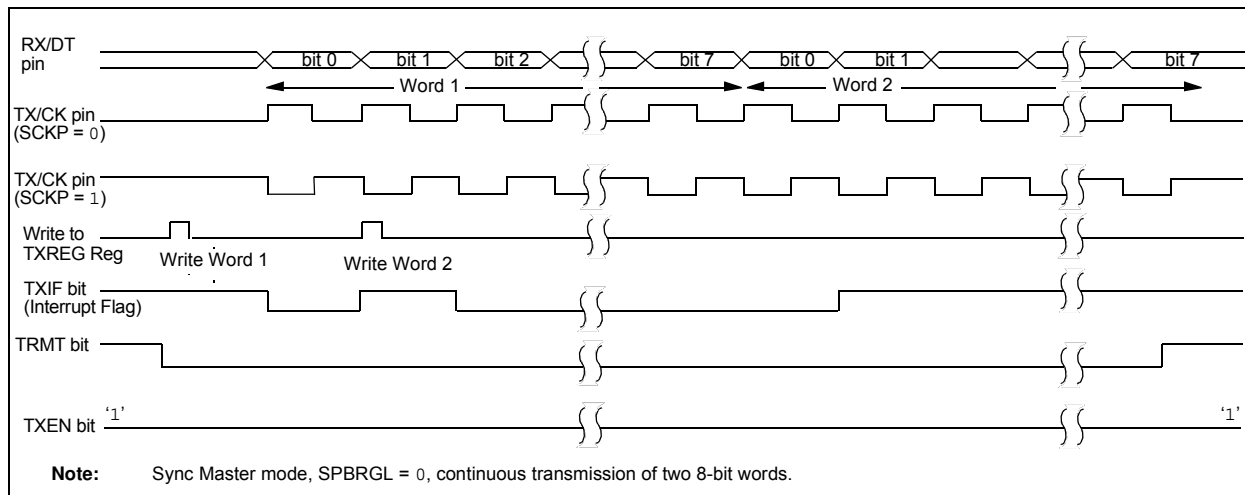 RX/DT
pin
bit 0 bit 1 bit 2 bit 7 bit 0 bit 1 bit 7
Word 1 Word 2
TX/CK pin
(SCKP = 0)
TX/CK pin
(SCKP = 1)
Write to
TXREG Reg
Write Word 1 Write Word 2
TXIF bit
(Interrupt Flag)
TRMT bit
TXEN bit '1' '1'
Note: Sync Master mode, SPBRGL = 0, continuous transmission of two 8-bit words.